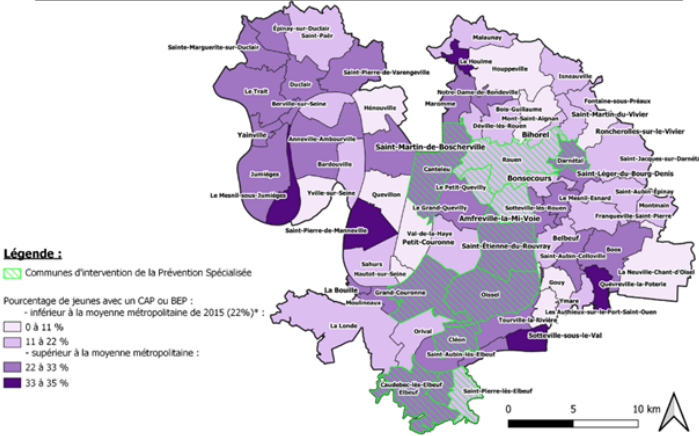 Épinay-sur-Duclair
Saint-Paër
Sainte-Marguerite-sur-Duclair
Malaunay
La Houlme
Houppeville
Saint-Pierre-de-Varengeville
Isneauville
Le Trait
Duclair
Notre-Dame-de-Bondeville
Berville-sur-Seine
Hénouville
Maromme
Bois-Guillaume
Fontaine-sous-Préaux
Mont-Saint-Aignan
Saint-Martin-du-Vivier
Déville-lès-Rouen
Yainville
Bihorel
Roncherolles-sur-le-Vivier
Anneville-Ambourville
Saint-Martin-de-Boscherville
Rouen
Darnétal
Saint-Jacques-sur-Darnétal
Bardouville
Canteleu
Jumièges
Bonsecours
Saint-Léger-du-Bourg-Denis
Le Petit-Quevilly
Saint-Aubin-Épinay
Le Mesnil-sous-Jumièges
Yville-sur-Seine
Quevillon
Le Mesnil-Esnard
Montmain
Le Grand-Quevilly
Sotteville-lès-Rouen
Franqueville-Saint-Pierre
Amfreville-la-Mi-Voie
Saint-Pierre-de-Manneville
Val-de-la-Haye
Petit-Couronne
Belbeuf
Saint-Étienne-du-Rouvray
Boos
Saint-Aubin-Celloville
Sahurs
Hautot-sur-Seine
La Neuville-Chant-d'Oisel
Gouy
Quévreville-la-Poterie
La Bouille
Grand-Couronne
Oissel
Ymare
Moulineaux
Les Authieux-sur-le-Port-Saint-Ouen
Tourville-la-Rivière
La Londe
Orival
Cléon
Sotteville-sous-le-Val
Saint-Aubin-lès-Elbeuf
Caudebec-lès-Elbeuf
Elbeuf
Saint-Pierre-lès-Elbeuf
Légende :
Communes d'intervention de la Prévention Spécialisée
Pourcentage de jeunes avec un CAP ou BEP :
- inférieur à la moyenne métropolitaine de 2015 (22%)* :
0 à 11 %
11 à 22 %
- supérieur à la moyenne métropolitaine :
22 à 33 %
33 à 35 %
0 5 10 km